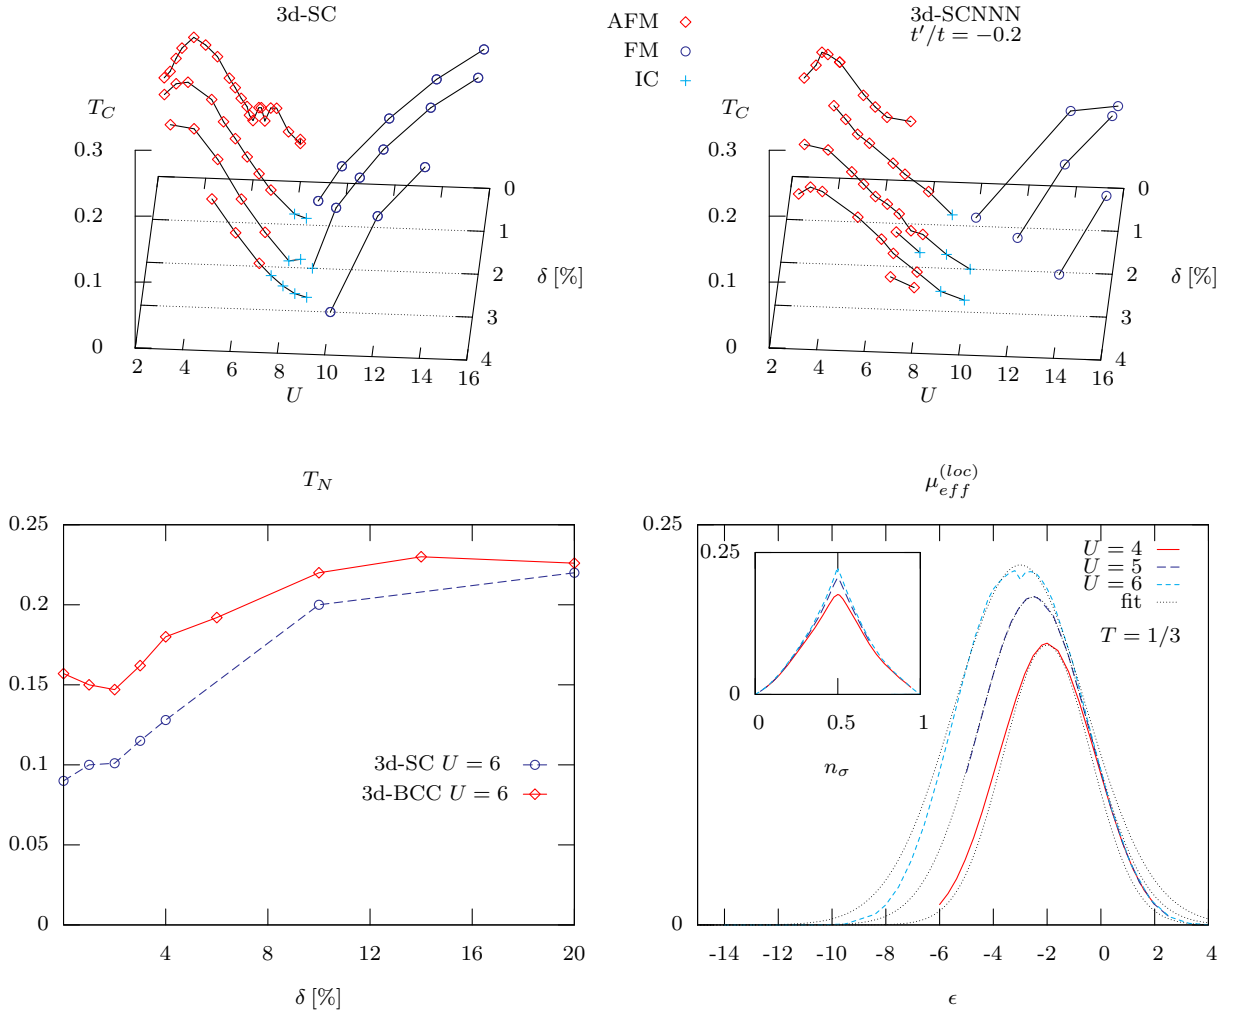 3d-SC
T_C
0.3
0.2
0.1
0
2 4 6 8 10 12 14 16
U
0
1
2
3
4
δ [%]
AFM
FM
IC
3d-SCNNN
t′/t = −0.2
T_C
0.3
0.2
0.1
0
2 4 6 8 10 12 14 16
U
0
1
2
3
4
δ [%]
T_N
0.25
0.2
0.15
0.1
0.05
0
4 8 12 16 20
δ [%]
3d-SC U = 6
3d-BCC U = 6
μ_{eff}^{(loc)}
0.25
0
-14 -12 -10 -8 -6 -4 -2 0 2 4
ϵ
U = 4
U = 5
U = 6
fit
T = 1/3
0.25
0
0 0.5 1
n_σ